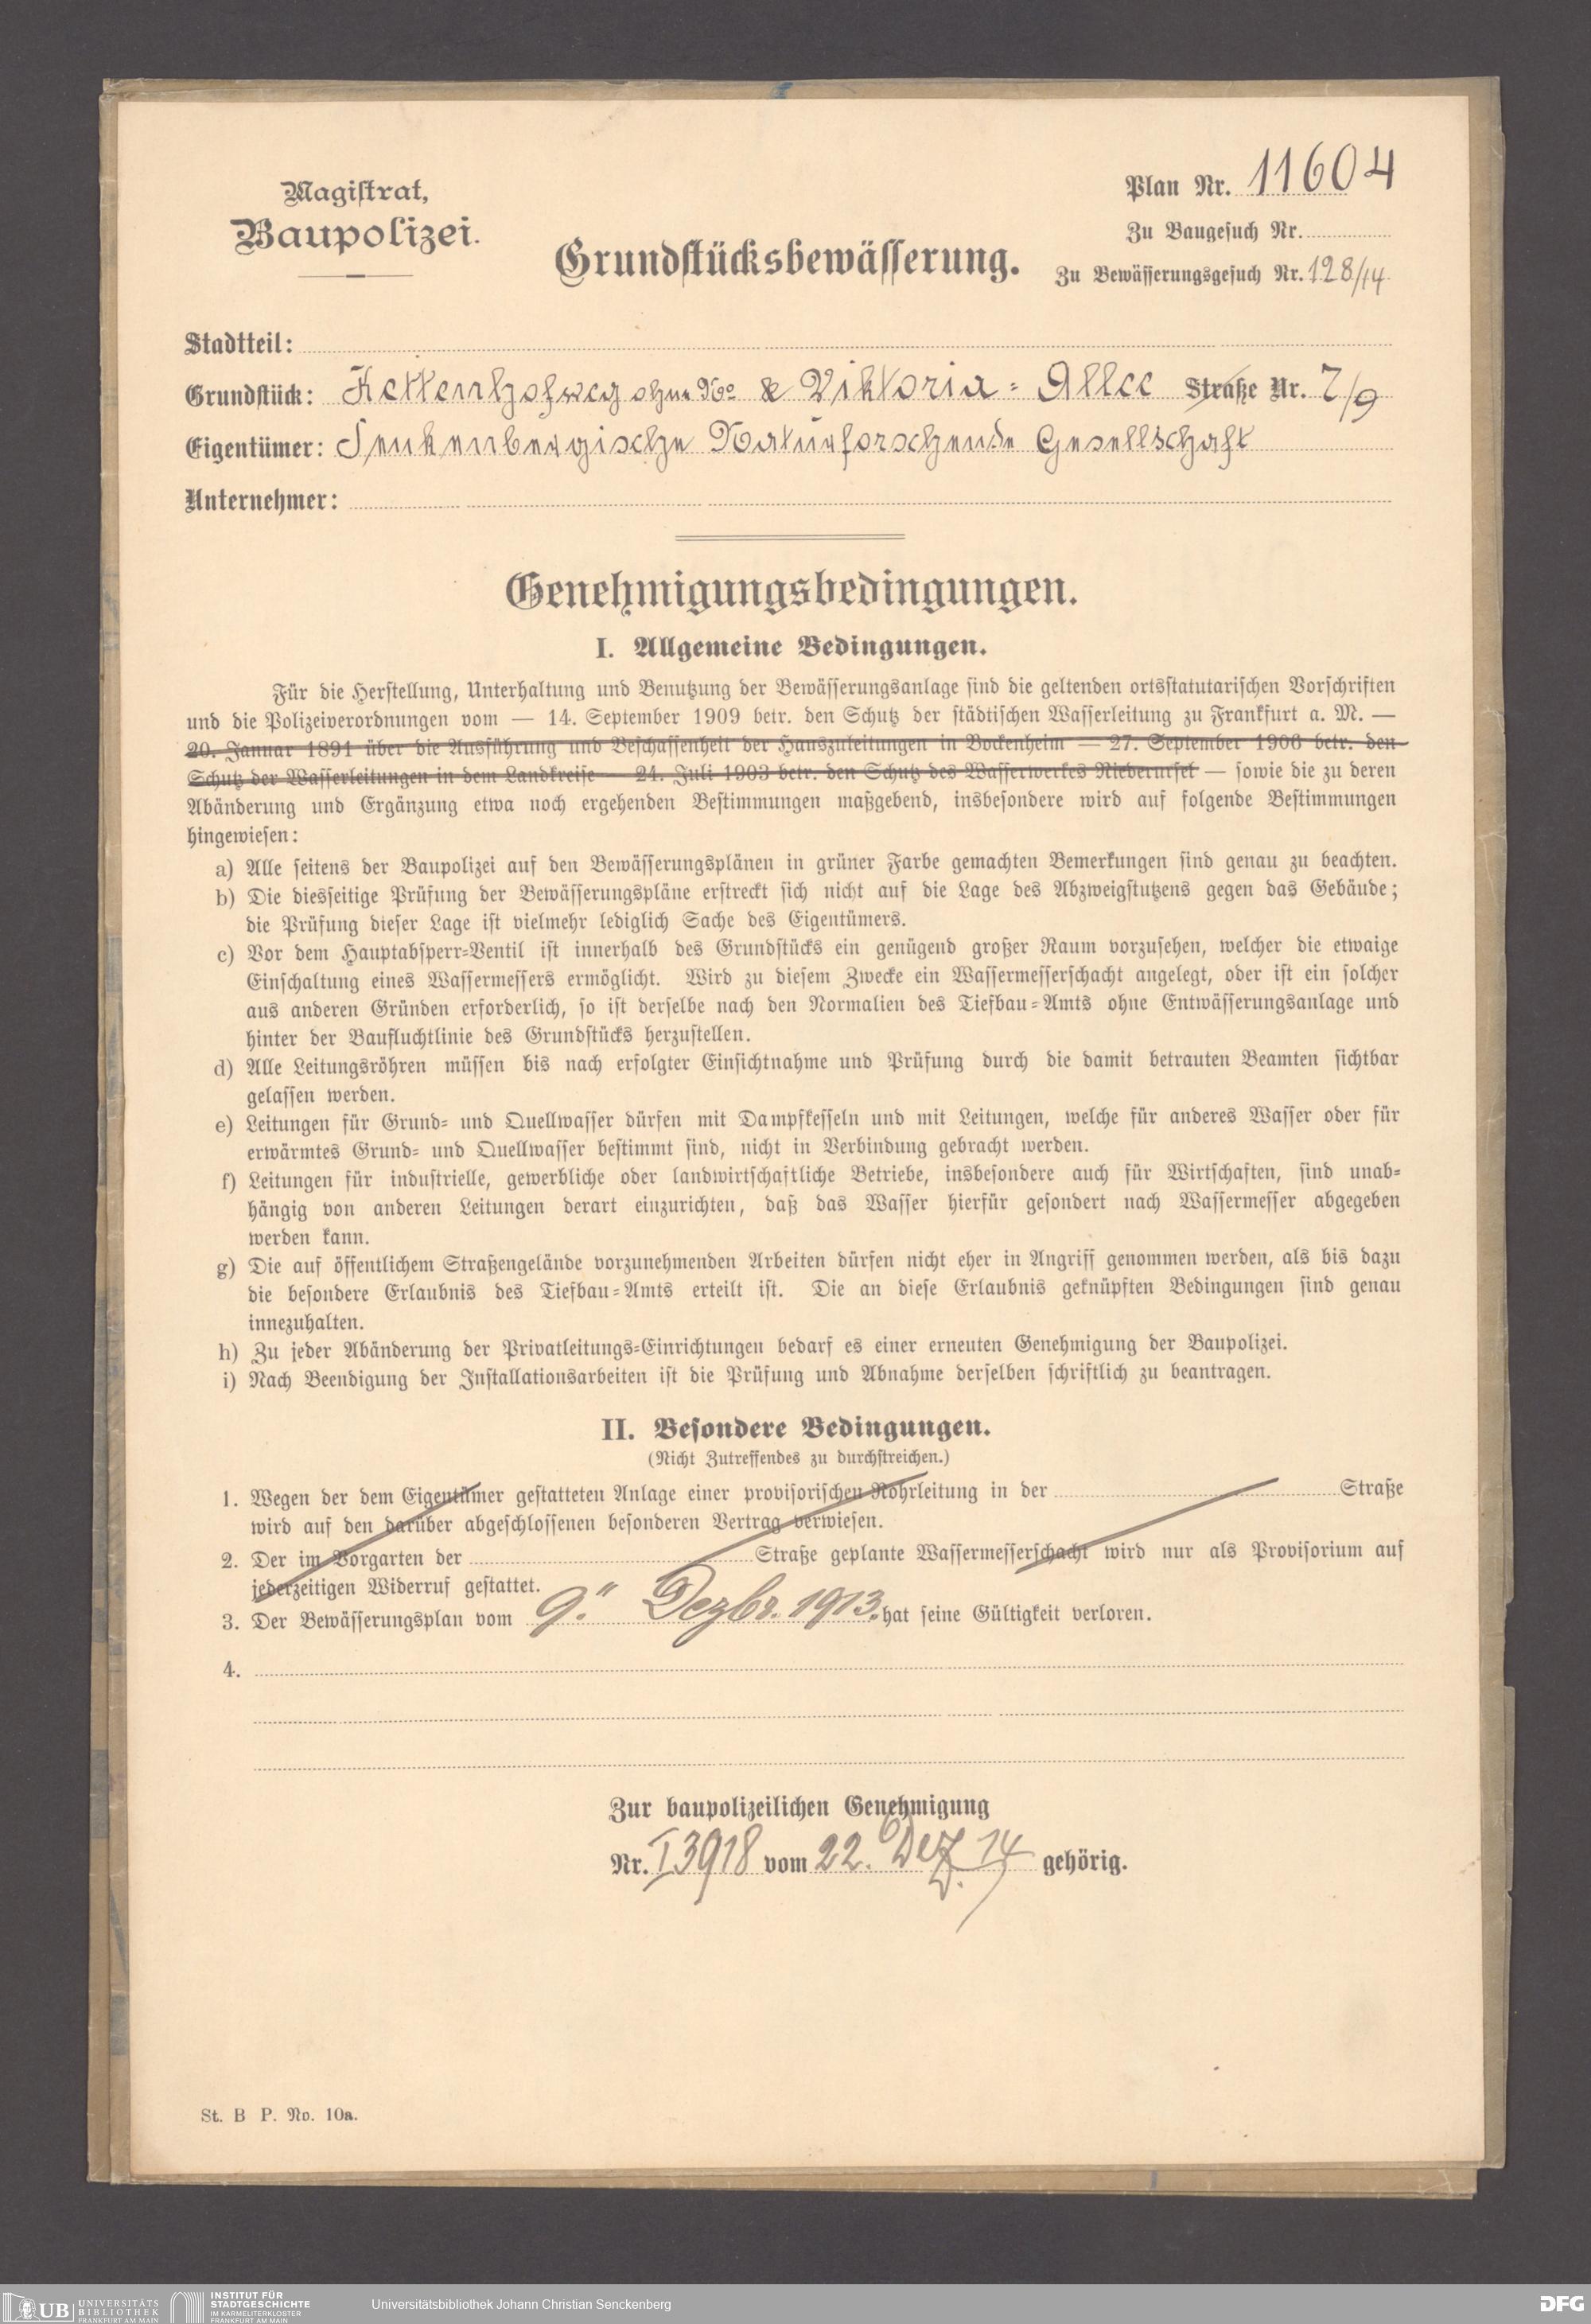 Magistrat,
Baupolizei.
Plan Nr. 11604
Zu Baugesuch Nr.
Grundstücksbewässerung.
Zu Bewässerungsgesuch Nr. 128/14
Stadtteil:
Grundstück: Kettenhofweg ohne No & Viktoria-Allee Straße Nr. 7/9
Eigentümer: Senkenbergische Naturforschende Gesellschaft
Unternehmer:
Genehmigungsbedingungen.
I. Allgemeine Bedingungen.
Für die Herstellung, Unterhaltung und Benutzung der Bewässerungsanlage sind die geltenden ortsstatutarischen Vorschriften
und die Polizeiverordnungen vom — 14. September 1909 betr. den Schutz der städtischen Wasserleitung zu Frankfurt a. M. —
20. Januar 1891 über die Ausführung und Beschaffenheit der Hauszuleitungen in Bockenheim — 27. September 1906 betr. den
Schutz der Wasserleitungen in dem Landkreise — 24. Juli 1903 betr. den Schutz des Wasserwerkes Niederursel — sowie die zu deren
Abänderung und Ergänzung etwa noch ergehenden Bestimmungen maßgebend, insbesondere wird auf folgende Bestimmungen
hingewiesen:
a) Alle seitens der Baupolizei auf den Bewässerungsplänen in grüner Farbe gemachten Bemerkungen sind genau zu beachten.
b) Die diesseitige Prüfung der Bewässerungspläne erstreckt sich nicht auf die Lage des Abzweigstutzens gegen das Gebäude;
die Prüfung dieser Lage ist vielmehr lediglich Sache des Eigentümers.
c) Vor dem Hauptabsperr-Ventil ist innerhalb des Grundstücks ein genügend großer Raum vorzusehen, welcher die etwaige
Einschaltung eines Wassermessers ermöglicht. Wird zu diesem Zwecke ein Wassermesserschacht angelegt, oder ist ein solcher
aus anderen Gründen erforderlich, so ist derselbe nach den Normalien des Tiefbau-Amts ohne Entwässerungsanlage und
hinter der Baufluchtlinie des Grundstücks herzustellen.
d) Alle Leitungsröhren müssen bis nach erfolgter Einsichtnahme und Prüfung durch die damit betrauten Beamten sichtbar
gelassen werden.
e) Leitungen für Grund- und Quellwasser dürfen mit Dampfkesseln und mit Leitungen, welche für anderes Wasser oder für
erwärmtes Grund- und Quellwasser bestimmt sind, nicht in Verbindung gebracht werden.
f) Leitungen für industrielle, gewerbliche oder landwirtschaftliche Betriebe, insbesondere auch für Wirtschaften, sind unab-
hängig von anderen Leitungen derart einzurichten, daß das Wasser hierfür gesondert nach Wassermesser abgegeben
werden kann.
g) Die auf öffentlichem Straßengelände vorzunehmenden Arbeiten dürfen nicht eher in Angriff genommen werden, als bis dazu
die besondere Erlaubnis des Tiefbau-Amts erteilt ist. Die an diese Erlaubnis geknüpften Bedingungen sind genau
innezuhalten.
h) Zu jeder Abänderung der Privatleitungs-Einrichtungen bedarf es einer erneuten Genehmigung der Baupolizei.
i) Nach Beendigung der Installationsarbeiten ist die Prüfung und Abnahme derselben schriftlich zu beantragen.
II. Besondere Bedingungen.
(Nicht Zutreffendes zu durchstreichen.)
1. Wegen der dem Eigentümer gestatteten Anlage einer provisorischen Rohrleitung in der Straße
wird auf den darüber abgeschlossenen besonderen Vertrag verwiesen.
2. Der im Vorgarten der Straße geplante Wassermesserschacht wird nur als Provisorium auf
jederzeitigen Widerruf gestattet.
3. Der Bewässerungsplan vom 9. Dezbr. 1913. hat seine Gültigkeit verloren.
4.
Zur baupolizeilichen Genehmigung
Nr. I 3918 vom 22. Dez. 14 gehörig.
St. B P. No. 10a.
UB UNIVERSITÄTS
BIBLIOTHEK
FRANKFURT AM MAIN
INSTITUT FÜR
STADTGESCHICHTE
IM KARMELITERKLOSTER
FRANKFURT AM MAIN
Universitätsbibliothek Johann Christian Senckenberg
DFG